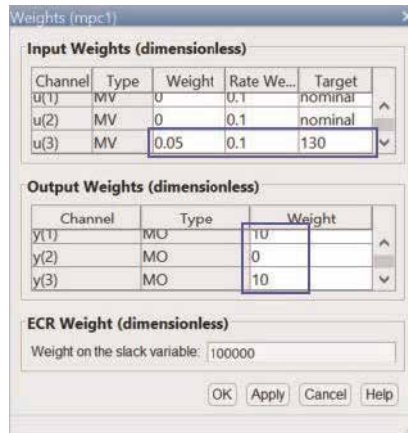 Weights (mpc1)
Input Weights (dimensionless)
Channel Type Weight Rate We... Target
u(1) MV 0 0.1 nominal
u(2) MV 0 0.1 nominal
u(3) MV 0.05 0.1 130
Output Weights (dimensionless)
Channel Type Weight
y(1) MO 10
y(2) MO 0
y(3) MO 10
ECR Weight (dimensionless)
Weight on the slack variable: 100000
OK Apply Cancel Help